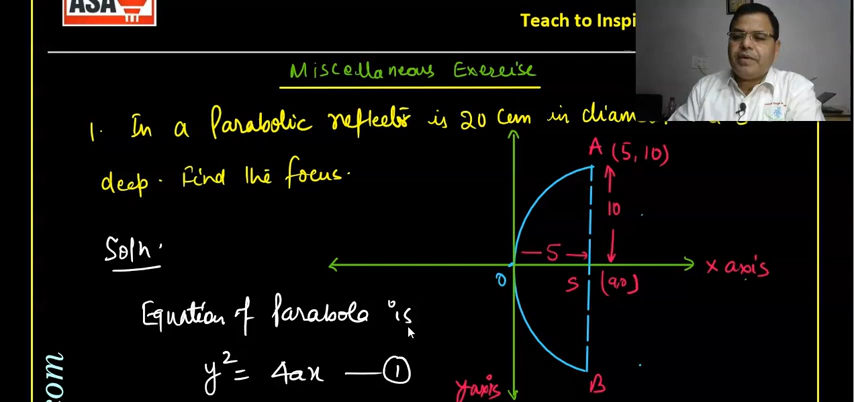 ASA
Teach to Inspi
Miscellaneous Exercise
1. In a Parabolic reflector is 20 cm in diam
deep. Find the focus.
A (5, 10)
10
5
x axis
O
S (a,0)
Soln.
Equation of Parabola is
y² = 4ax — ①
y axis
B
om